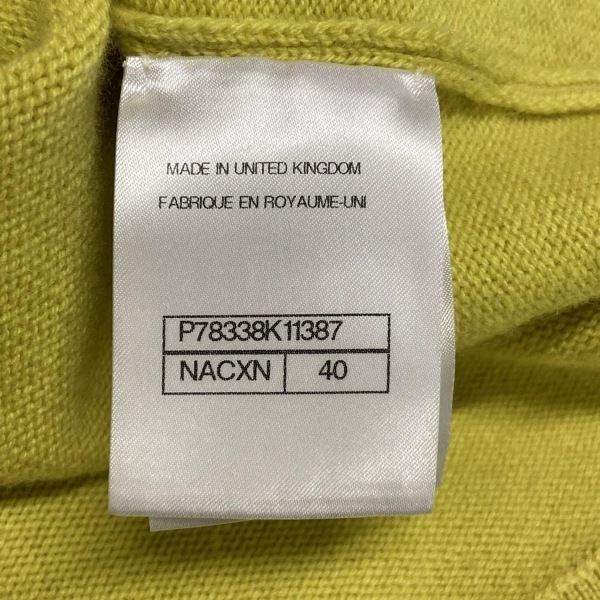 MADE IN UNITED KINGDOM
FABRIQUE EN ROYAUME-UNI
P78338K11387
NACXN 40